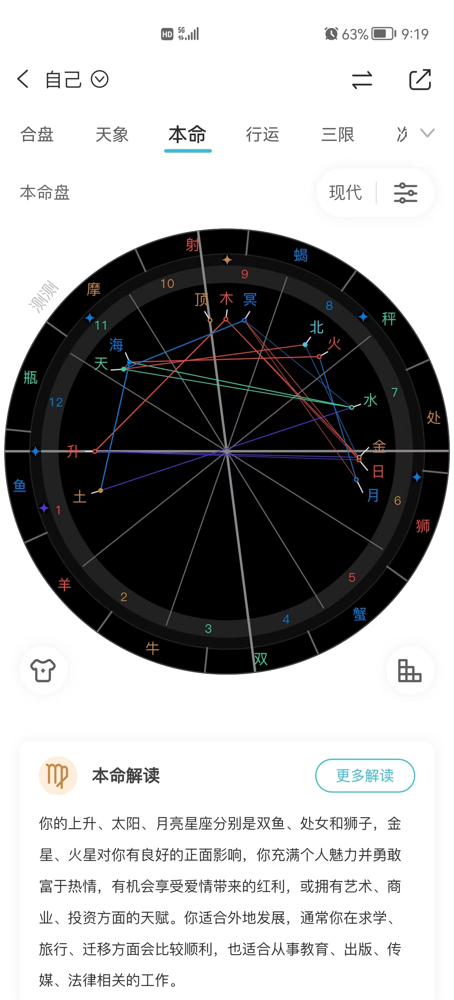 HD 5G 63% 9:19
自己
合盘 天象 本命 行运 三限 次
本命盘 现代
射
蝎
9
10
摩
顶 木 冥
测测
8
11
秤
北
海
火
天
瓶
7
12
水
处
金
升
日
鱼
月
土
6
1
狮
5
羊
2
蟹
4
3
牛
双
本命解读 更多解读
你的上升、太阳、月亮星座分别是双鱼、处女和狮子，金
星、火星对你有良好的正面影响，你充满个人魅力并勇敢
富于热情，有机会享受爱情带来的红利，或拥有艺术、商
业、投资方面的天赋。你适合外地发展，通常你在求学、
旅行、迁移方面会比较顺利，也适合从事教育、出版、传
媒、法律相关的工作。